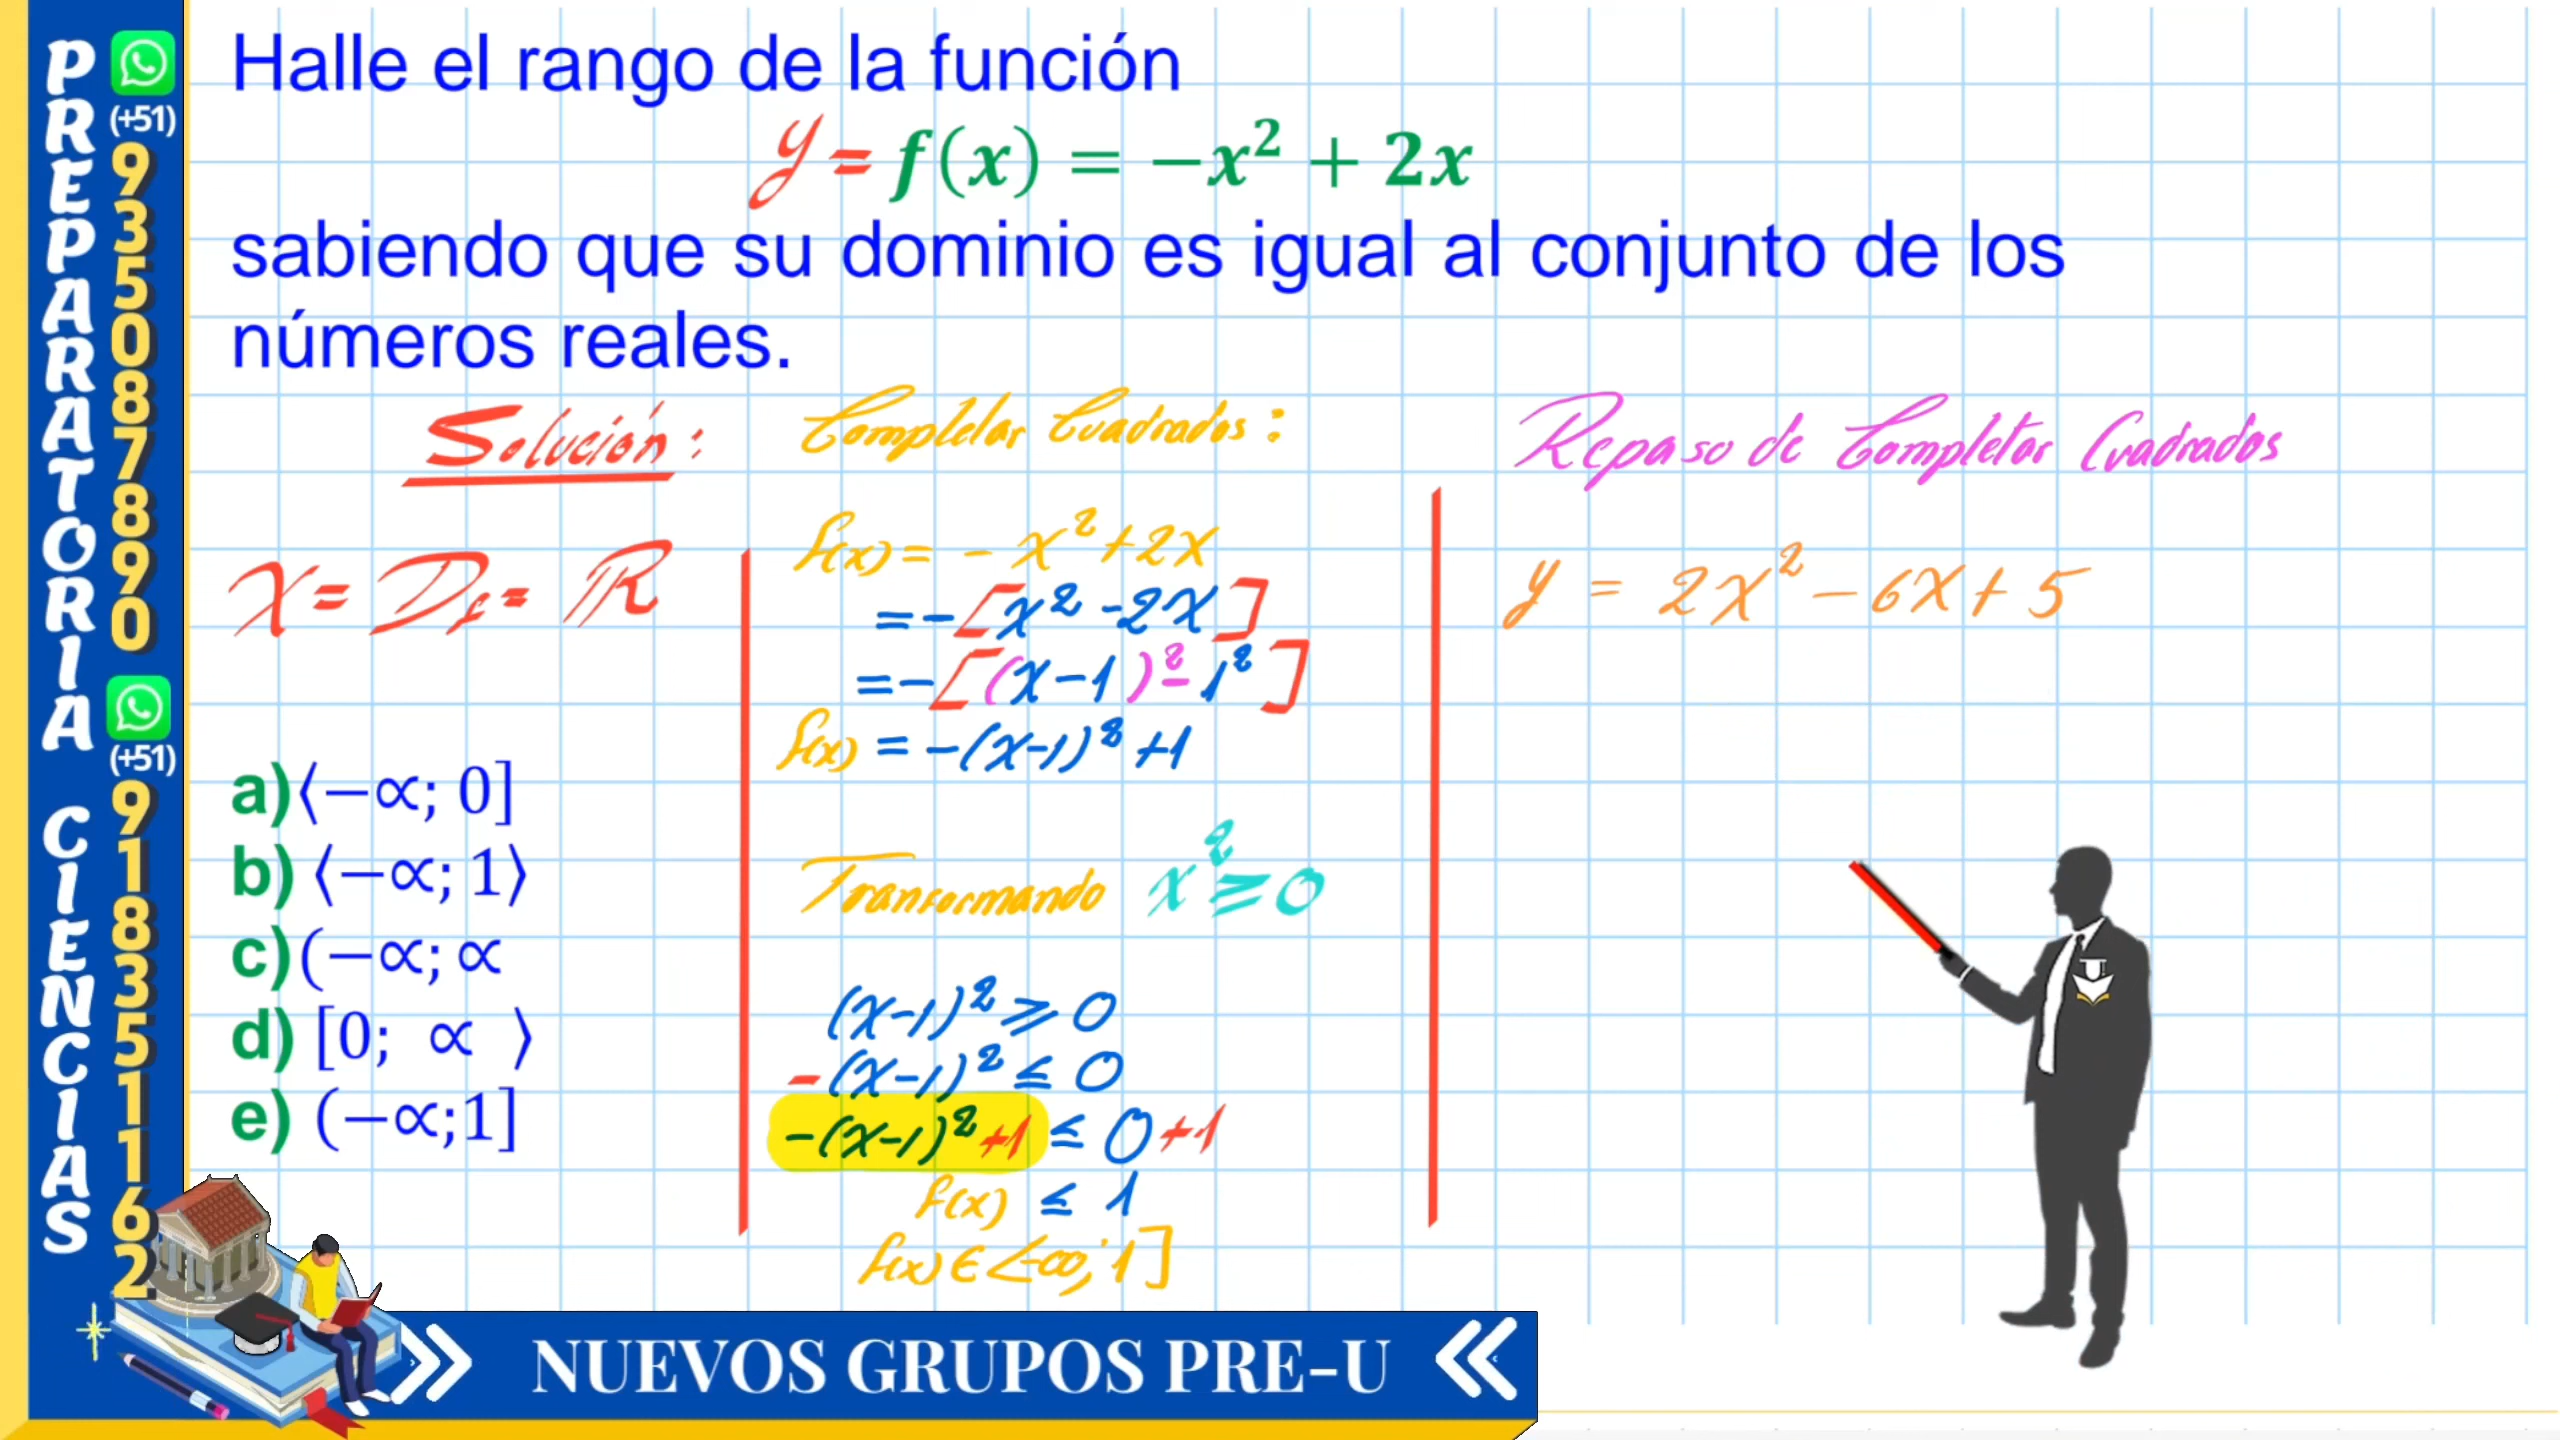 PREPARATORIA CIENCIAS
(+51)
935087890
(+51)
918351162
Halle el rango de la función
y = f(x) = −x² + 2x
sabiendo que su dominio es igual al conjunto de los
números reales.
Solución:
x = Df = R
a)⟨−∝; 0]
b) ⟨−∝; 1⟩
c)(−∝; ∝
d) [0; ∝ ⟩
e) (−∝;1]
Completar Cuadrados:
f(x) = - x² + 2x
= - [x² - 2x]
= - [(x-1)² - 1²]
f(x) = -(x-1)² + 1
Transformando x² ≥ 0
(x-1)² ≥ 0
-(x-1)² ≤ 0
-(x-1)² +1 ≤ 0 +1
f(x) ≤ 1
f(x) ∈ <-∞; 1]
Repaso de Completar Cuadrados
y = 2x² - 6x + 5
NUEVOS GRUPOS PRE-U